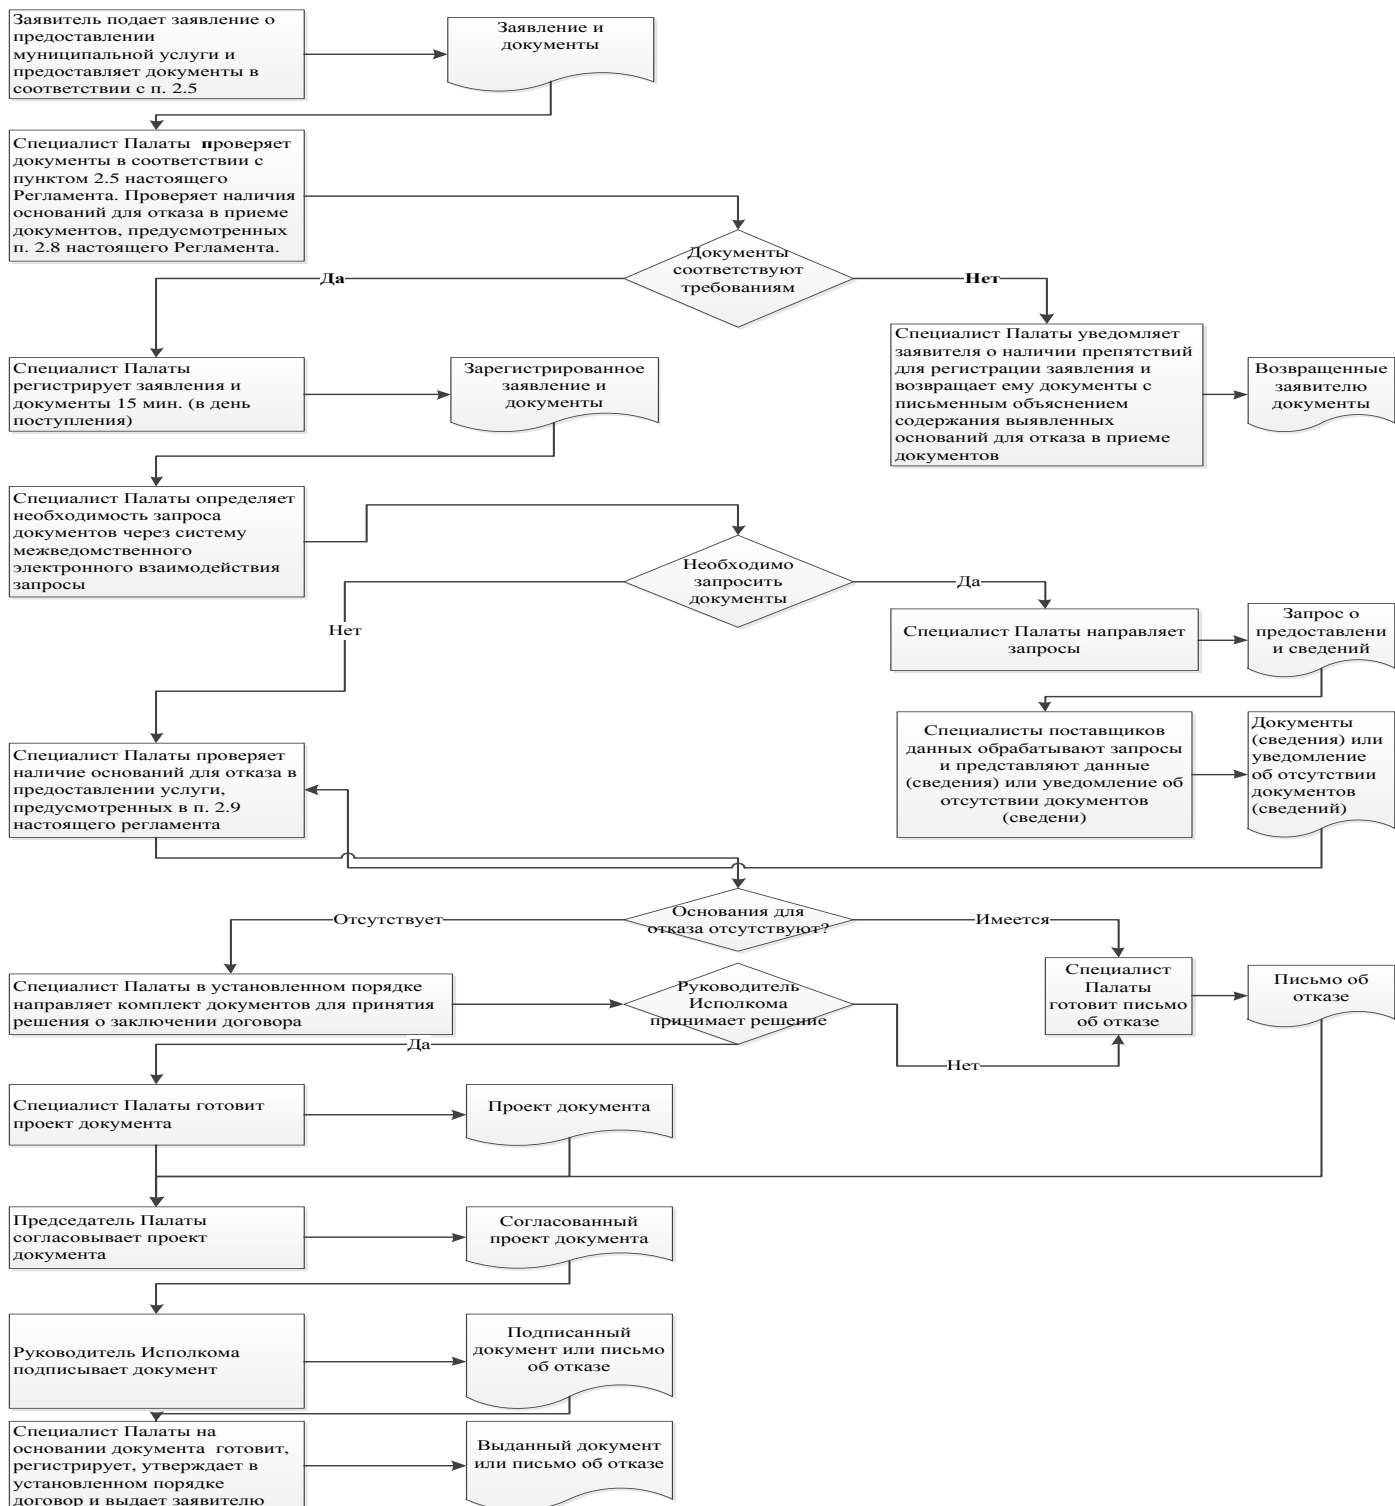 Заявитель подает заявление о
предоставлении
муниципальной услуги и
предоставляет документы в
соответствии с п. 2.5
Заявление и
документы
Специалист Палаты проверяет
документы в соответствии с
пунктом 2.5 настоящего
Регламента. Проверяет наличия
оснований для отказа в приеме
документов, предусмотренных
п. 2.8 настоящего Регламента.
Документы
соответствуют
требованиям
Да
Нет
Специалист Палаты
регистрирует заявления и
документы 15 мин. (в день
поступления)
Зарегистрированное
заявление и
документы
Специалист Палаты уведомляет
заявителя о наличии препятствий
для регистрации заявления и
возвращает ему документы с
письменным объяснением
содержания выявленных
оснований для отказа в приеме
документов
Возвращенные
заявителю
документы
Специалист Палаты определяет
необходимость запроса
документов через систему
межведомственного
электронного взаимодействия
запросы
Необходимо
запросить
документы
Да
Нет
Специалист Палаты направляет
запросы
Запрос о
предоставлени
и сведений
Специалисты поставщиков
данных обрабатывают запросы
и представляют данные
(сведения) или уведомление об
отсутствии документов
(сведени)
Документы
(сведения) или
уведомление
об отсутствии
документов
(сведений)
Специалист Палаты проверяет
наличие оснований для отказа в
предоставлении услуги,
предусмотренных в п. 2.9
настоящего регламента
Основания для
отказа отсутствуют?
Отсутствует
Имеется
Специалист Палаты в установленном порядке
направляет комплект документов для принятия
решения о заключении договора
Руководитель
Исполкома
принимает решение
Специалист
Палаты
готовит письмо
об отказе
Письмо об
отказе
Да
Нет
Специалист Палаты готовит
проект документа
Проект документа
Председатель Палаты
согласовывает проект
документа
Согласованный
проект документа
Руководитель Исполкома
подписывает документ
Подписанный
документ или письмо
об отказе
Специалист Палаты на
основании документа готовит,
регистрирует, утверждает в
установленном порядке
договор и выдает заявителю
Выданный документ
или письмо об отказе